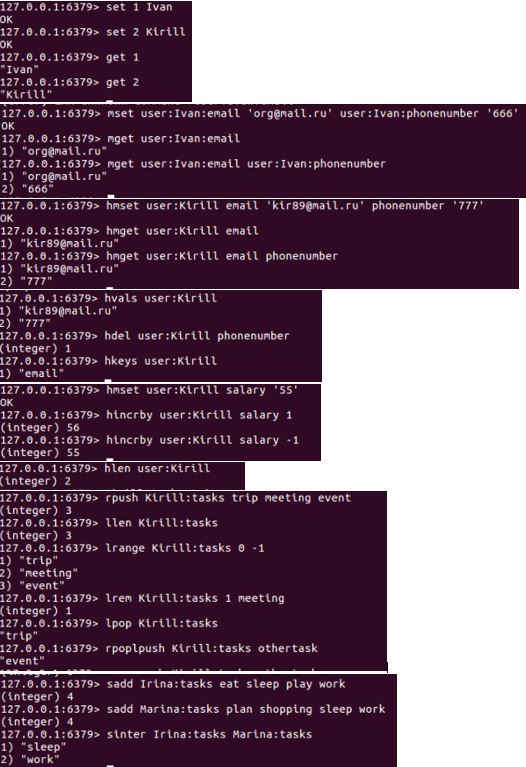 127.0.0.1:6379> set 1 Ivan
OK
127.0.0.1:6379> set 2 Kirill
OK
127.0.0.1:6379> get 1
"Ivan"
127.0.0.1:6379> get 2
"Kirill"
127.0.0.1:6379> mset user:Ivan:email 'org@mail.ru' user:Ivan:phonenumber '666'
OK
127.0.0.1:6379> mget user:Ivan:email
1) "org@mail.ru"
127.0.0.1:6379> mget user:Ivan:email user:Ivan:phonenumber
1) "org@mail.ru"
2) "666"
127.0.0.1:6379> hmset user:Kirill email 'kir89@mail.ru' phonenumber '777'
OK
127.0.0.1:6379> hmget user:Kirill email
1) "kir89@mail.ru"
127.0.0.1:6379> hmget user:Kirill email phonenumber
1) "kir89@mail.ru"
2) "777"
127.0.0.1:6379> hvals user:Kirill
1) "kir89@mail.ru"
2) "777"
127.0.0.1:6379> hdel user:Kirill phonenumber
(integer) 1
127.0.0.1:6379> hkeys user:Kirill
1) "email"
127.0.0.1:6379> hmset user:Kirill salary '55'
OK
127.0.0.1:6379> hincrby user:Kirill salary 1
(integer) 56
127.0.0.1:6379> hincrby user:Kirill salary -1
(integer) 55
127.0.0.1:6379> hlen user:Kirill
(integer) 2
127.0.0.1:6379> rpush Kirill:tasks trip meeting event
(integer) 3
127.0.0.1:6379> llen Kirill:tasks
(integer) 3
127.0.0.1:6379> lrange Kirill:tasks 0 -1
1) "trip"
2) "meeting"
3) "event"
127.0.0.1:6379> lrem Kirill:tasks 1 meeting
(integer) 1
127.0.0.1:6379> lpop Kirill:tasks
"trip"
127.0.0.1:6379> rpoplpush Kirill:tasks othertask
"event"
127.0.0.1:6379> sadd Irina:tasks eat sleep play work
(integer) 4
127.0.0.1:6379> sadd Marina:tasks plan shopping sleep work
(integer) 4
127.0.0.1:6379> sinter Irina:tasks Marina:tasks
1) "sleep"
2) "work"